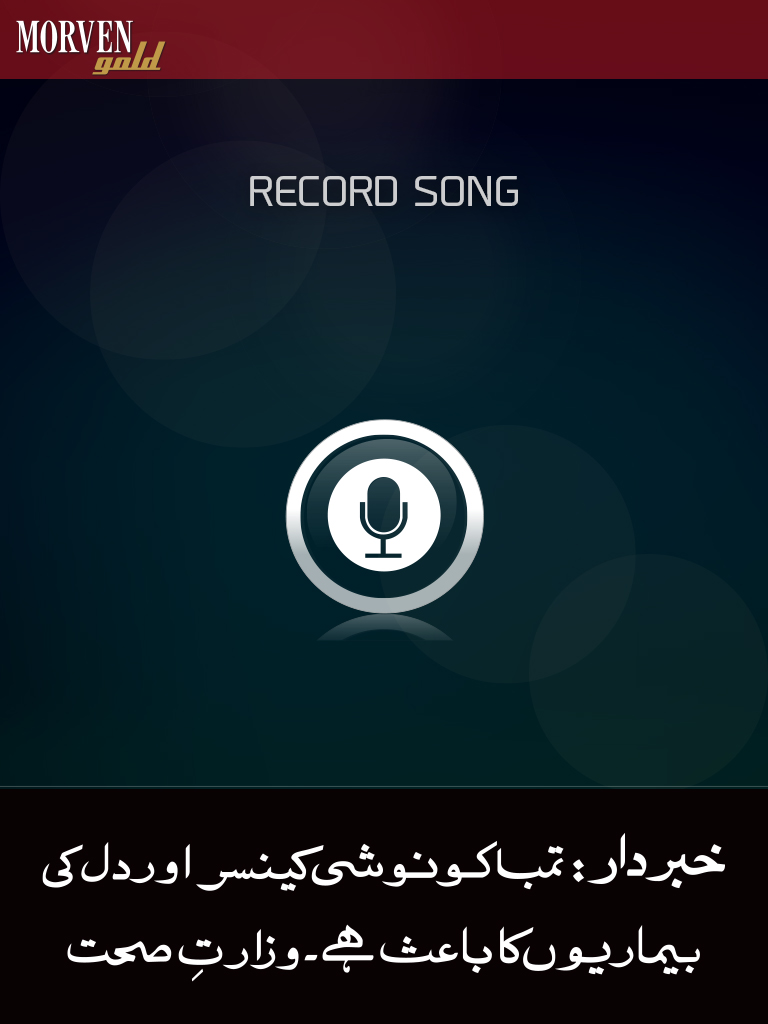 MORVEN
gold
RECORD SONG
خبردار: تمباکو نوشی کینسر اور دل کی
بیماریوں کا باعث ہے۔ وزارتِ صحت